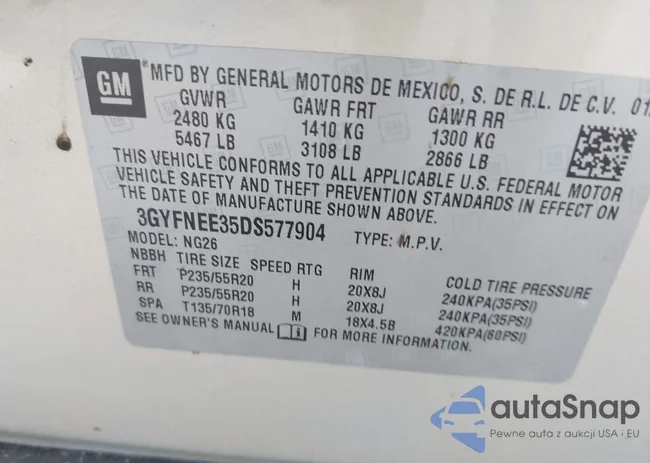 GM
MFD BY GENERAL MOTORS DE MEXICO, S. DE R.L. DE C.V. 01
GVWR GAWR FRT GAWR RR
2480 KG 1410 KG 1300 KG
5467 LB 3108 LB 2866 LB
THIS VEHICLE CONFORMS TO ALL APPLICABLE U.S. FEDERAL MOTOR
VEHICLE SAFETY AND THEFT PREVENTION STANDARDS IN EFFECT ON
THE DATE OF MANUFACTURE SHOWN ABOVE.
3GYFNEE35DS577904 TYPE: M.P.V.
MODEL: NG26
NBBH TIRE SIZE SPEED RTG RIM COLD TIRE PRESSURE
FRT P235/55R20 H 20X8J 240KPA(35PSI)
RR P235/55R20 H 20X8J 240KPA(35PSI)
SPA T135/70R18 M 18X4.5B 420KPA(60PSI)
SEE OWNER'S MANUAL FOR MORE INFORMATION.
autaSnap
Pewne auta z aukcji USA i EU